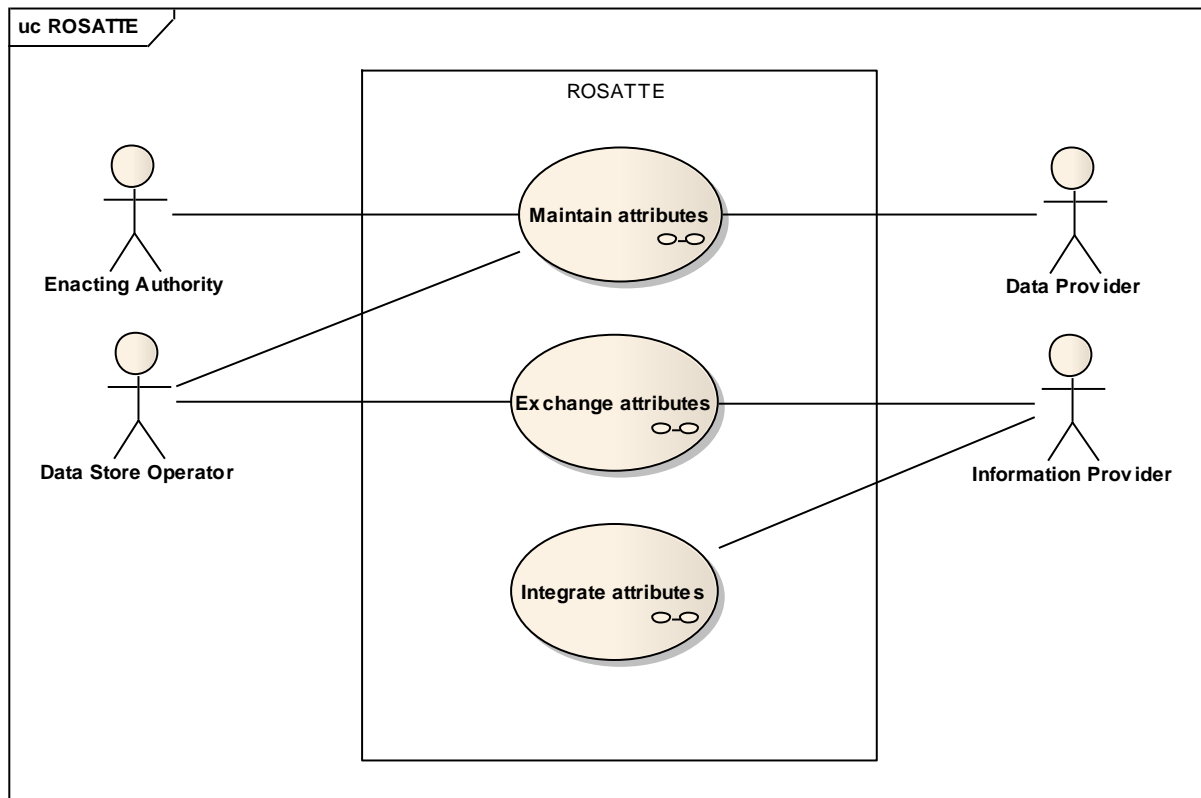 uc ROSATTE
ROSATTE
Enacting Authority
Maintain attributes
Data Provider
Data Store Operator
Exchange attributes
Information Provider
Integrate attributes